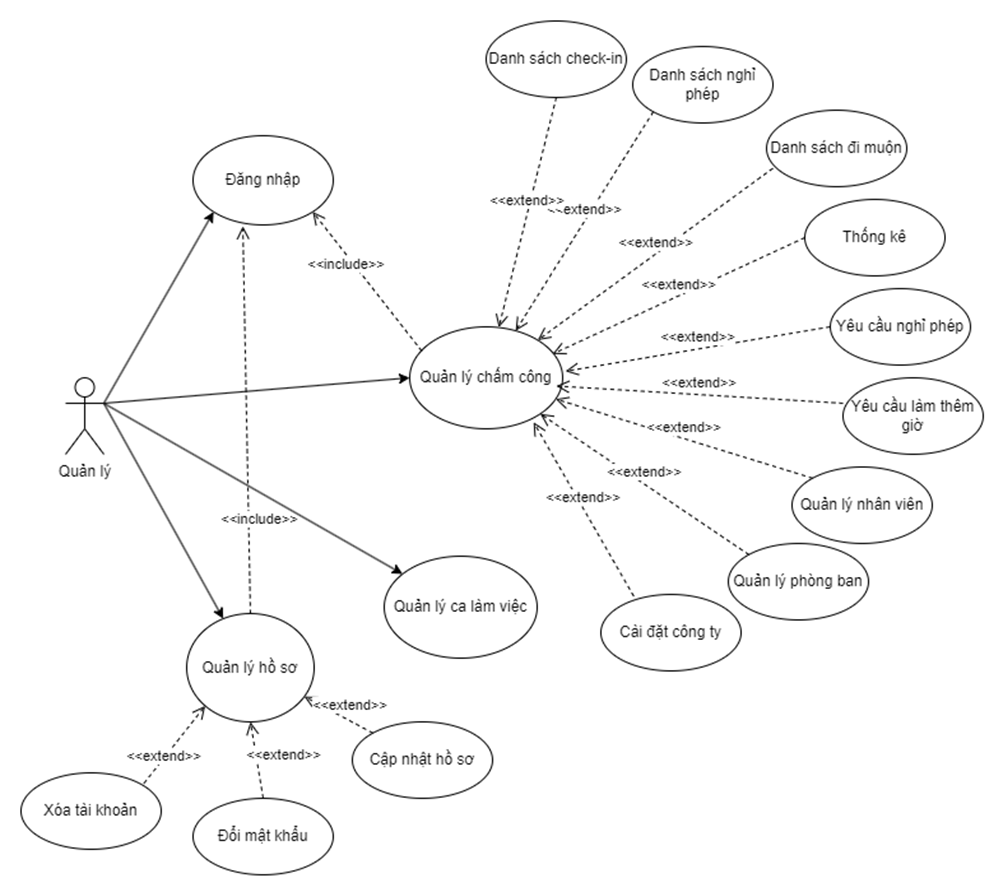 Danh sách check-in
Danh sách nghỉ
phép
Danh sách đi muộn
Đăng nhập
<<extend>>
<<extend>>
Thống kê
<<extend>>
<<include>>
<<extend>>
Yêu cầu nghỉ phép
<<extend>>
Quản lý chấm công
<<extend>>
Yêu cầu làm thêm
giờ
<<extend>>
Quản lý
<<extend>>
<<extend>>
Quản lý nhân viên
<<include>>
Quản lý phòng ban
Quản lý ca làm việc
Cài đặt công ty
Quản lý hồ sơ
<<extend>>
<<extend>>
<<extend>>
Cập nhật hồ sơ
Xóa tài khoản
Đổi mật khẩu